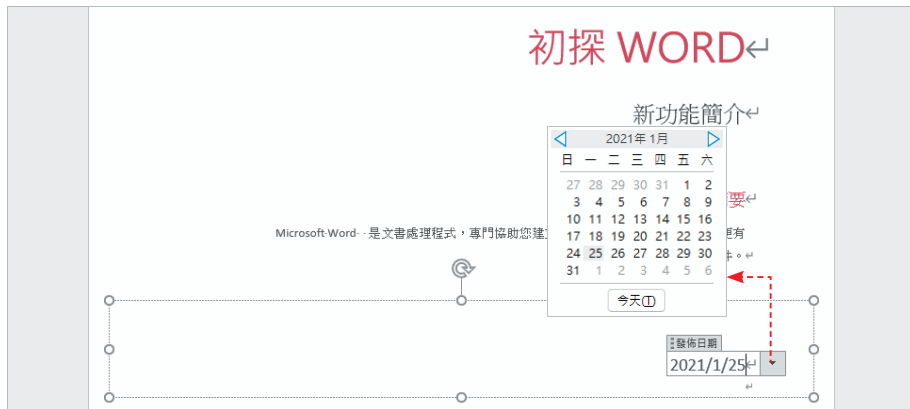 初探 WORD
新功能簡介
2021年 1月
日 一 二 三 四 五 六
27 28 29 30 31 1 2
3 4 5 6 7 8 9
10 11 12 13 14 15 16
17 18 19 20 21 22 23
24 25 26 27 28 29 30
31 1 2 3 4 5 6
今天(T)
要
Microsoft Word 是文書處理程式，專門協助您建
更有
件。
發佈日期
2021/1/25